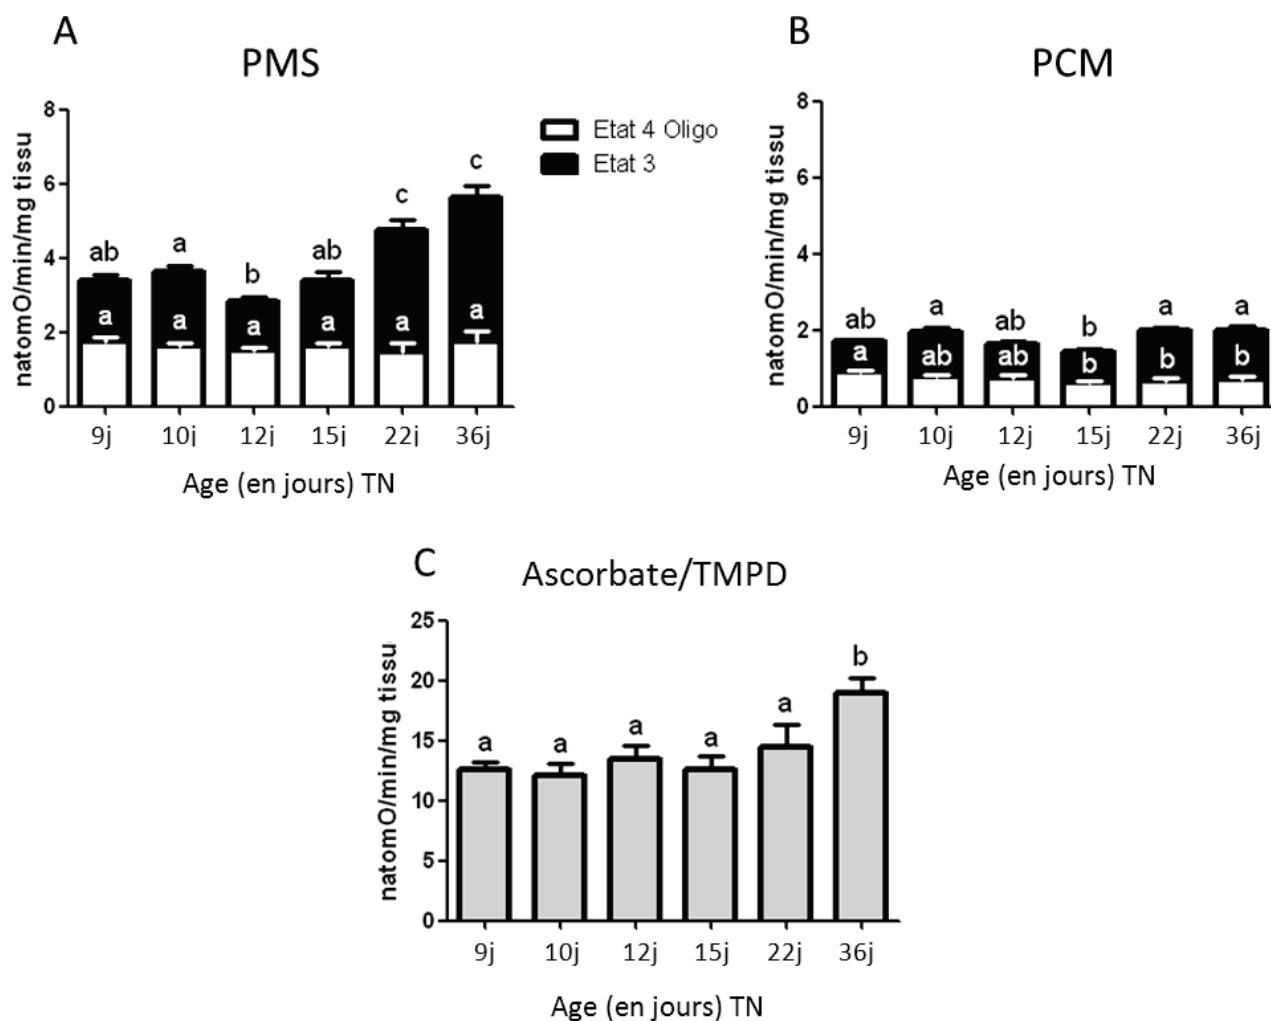 A
PMS
natomO/min/mg tissu
8
6
4
2
0
ab
a
b
ab
c
c
a
a
a
a
a
a
9j
10j
12j
15j
22j
36j
Age (en jours) TN
Etat 4 Oligo
Etat 3
B
PCM
natomO/min/mg tissu
8
6
4
2
0
ab
a
ab
b
a
a
a
ab
ab
b
b
b
9j
10j
12j
15j
22j
36j
Age (en jours) TN
C
Ascorbate/TMPD
natomO/min/mg tissu
25
20
15
10
5
0
a
a
a
a
a
b
9j
10j
12j
15j
22j
36j
Age (en jours) TN